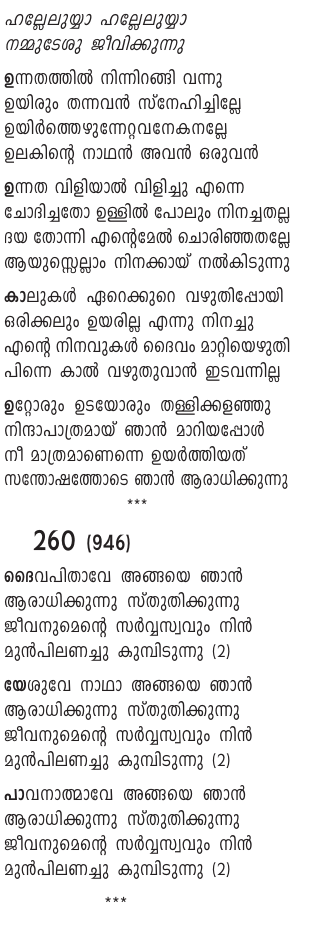 ഹല്ലേലുയ്യാ ഹല്ലേലുയ്യാ
നമ്മുടേശു ജീവിക്കുന്നു
ഉന്നതത്തിൽ നിന്നിറങ്ങി വന്നു
ഉയിരും തന്നവൻ സ്നേഹിച്ചില്ലേ
ഉയിർത്തെഴുന്നേറ്റവനേകനല്ലേ
ഉലകിന്റെ നാഥൻ അവൻ ഒരുവൻ
ഉന്നത വിളിയാൽ വിളിച്ചു എന്നെ
ചോദിച്ചതോ ഉള്ളിൽ പോലും നിനച്ചതല്ല
ദയ തോന്നി എന്റെമേൽ ചൊരിഞ്ഞതല്ലേ
ആയുസ്സെല്ലാം നിനക്കായ് നൽകിടുന്നു
കാലുകൾ ഏറെക്കുറെ വഴുതിപ്പോയി
ഒരിക്കലും ഉയരില്ല എന്നു നിനച്ചു
എന്റെ നിനവുകൾ ദൈവം മാറ്റിയെഴുതി
പിന്നെ കാൽ വഴുതുവാൻ ഇടവന്നില്ല
ഉറ്റോരും ഉടയോരും തള്ളിക്കളഞ്ഞു
നിന്ദാപാത്രമായ് ഞാൻ മാറിയപ്പോൾ
നീ മാത്രമാണെന്നെ ഉയർത്തിയത്
സന്തോഷത്തോടെ ഞാൻ ആരാധിക്കുന്നു
***
260 (946)
ദൈവപിതാവേ അങ്ങയെ ഞാൻ
ആരാധിക്കുന്നു സ്തുതിക്കുന്നു
ജീവനുമെന്റെ സർവ്വസ്വവും നിൻ
മുൻപിലണച്ചു കുമ്പിടുന്നു (2)
യേശുവേ നാഥാ അങ്ങയെ ഞാൻ
ആരാധിക്കുന്നു സ്തുതിക്കുന്നു
ജീവനുമെന്റെ സർവ്വസ്വവും നിൻ
മുൻപിലണച്ചു കുമ്പിടുന്നു (2)
പാവനാത്മാവേ അങ്ങയെ ഞാൻ
ആരാധിക്കുന്നു സ്തുതിക്കുന്നു
ജീവനുമെന്റെ സർവ്വസ്വവും നിൻ
മുൻപിലണച്ചു കുമ്പിടുന്നു (2)
***